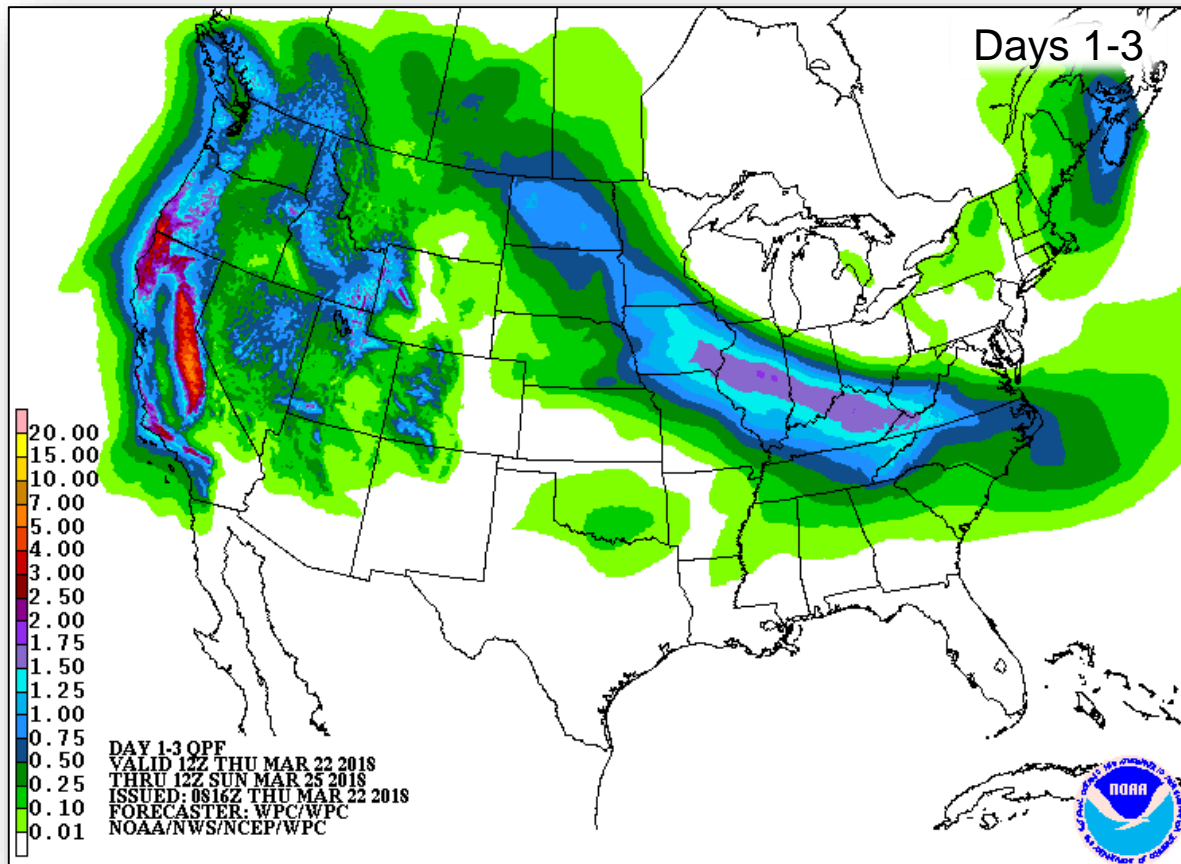 Days 1-3
20.00
15.00
10.00
7.00
5.00
4.00
3.00
2.50
2.00
1.75
1.50
1.25
1.00
0.75
0.50
0.25
0.10
0.01
DAY 1-3 QPF
VALID 12Z THU MAR 22 2018
THRU 12Z SUN MAR 25 2018
ISSUED: 0816Z THU MAR 22 2018
FORECASTER: WPC/WPC
NOAA/NWS/NCEP/WPC
NOAA